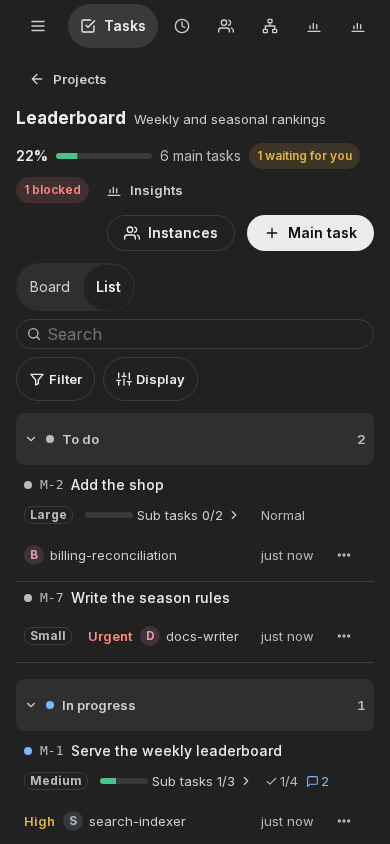 Tasks
Projects
Leaderboard Weekly and seasonal rankings
22% 6 main tasks 1 waiting for you
1 blocked Insights
Instances Main task
Board List
Search
Filter Display
To do 2
M-2 Add the shop
Large Sub tasks 0/2 Normal
B billing-reconciliation just now
M-7 Write the season rules
Small Urgent D docs-writer just now
In progress 1
M-1 Serve the weekly leaderboard
Medium Sub tasks 1/3 1/4 2
High S search-indexer just now